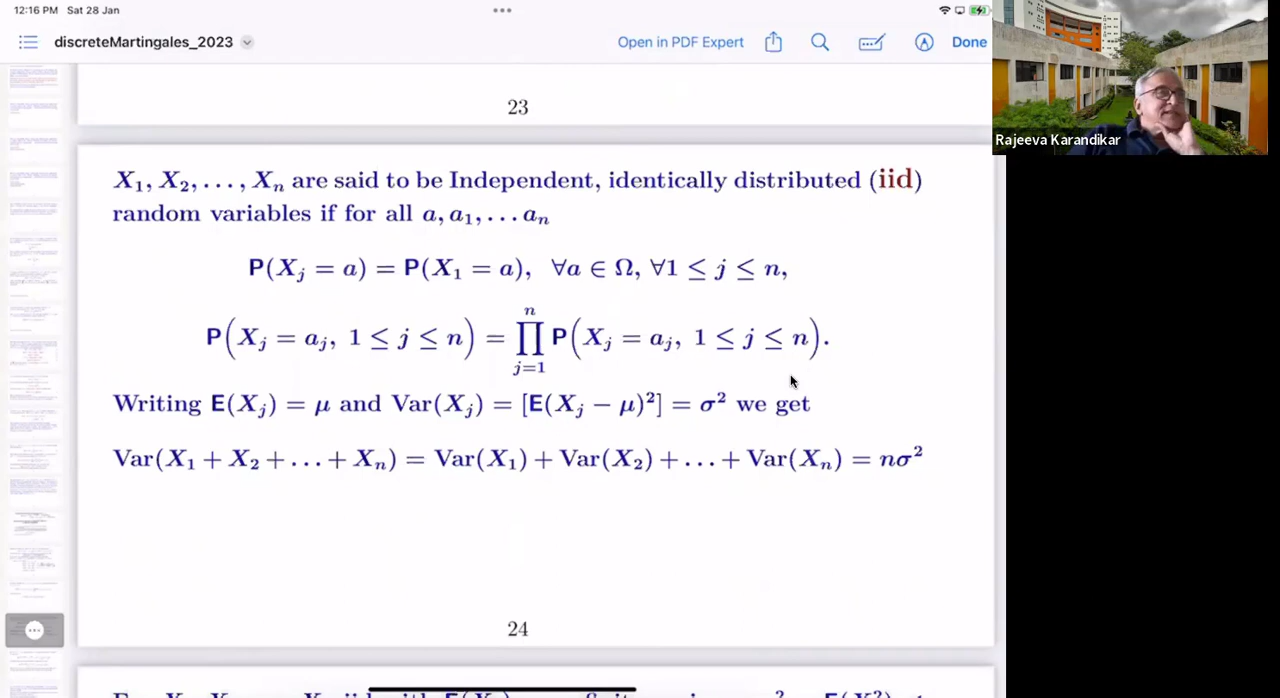 12:16 PM Sat 28 Jan
discreteMartingales_2023
Open in PDF Expert
Done
Rajeeva Karandikar
23
X₁, X₂, . . . , Xₙ are said to be Independent, identically distributed (iid)
random variables if for all a, a₁, . . . aₙ
P(Xⱼ = a) = P(X₁ = a), ∀a ∈ Ω, ∀1 ≤ j ≤ n,
P(Xⱼ = aⱼ, 1 ≤ j ≤ n) = ∏ⱼ₌₁ⁿ P(Xⱼ = aⱼ, 1 ≤ j ≤ n).
Writing E(Xⱼ) = μ and Var(Xⱼ) = [E(Xⱼ − μ)²] = σ² we get
Var(X₁ + X₂ + . . . + Xₙ) = Var(X₁) + Var(X₂) + . . . + Var(Xₙ) = nσ²
24